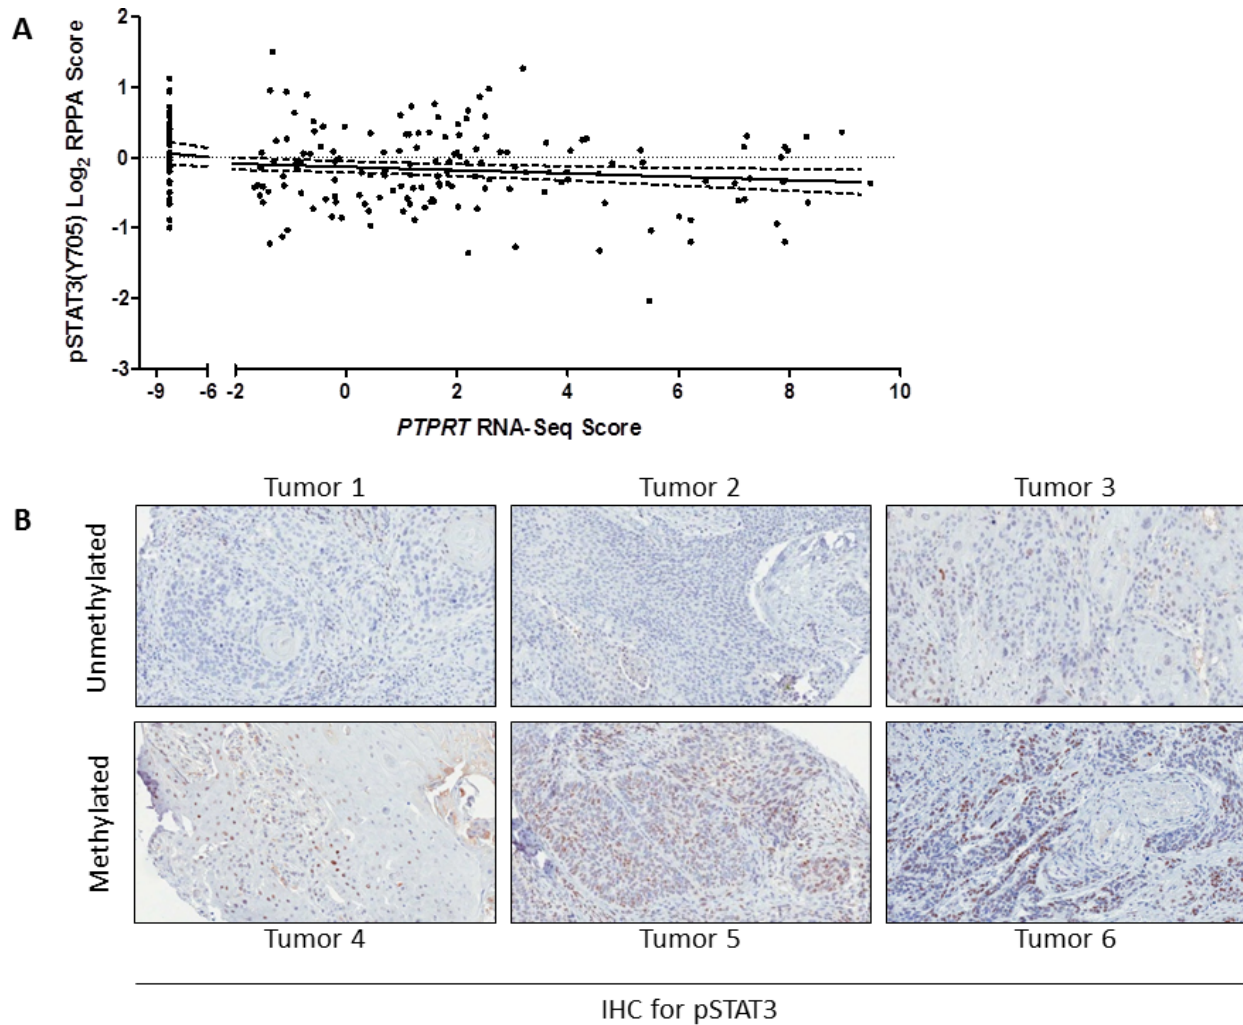 A
pSTAT3(Y705) Log2 RPPA Score
2
1
0
-1
-2
-3
-9 -6 -2 0 2 4 6 8 10
PTPRT RNA-Seq Score
B
Tumor 1 Tumor 2 Tumor 3
Unmethylated
Methylated
Tumor 4 Tumor 5 Tumor 6
IHC for pSTAT3